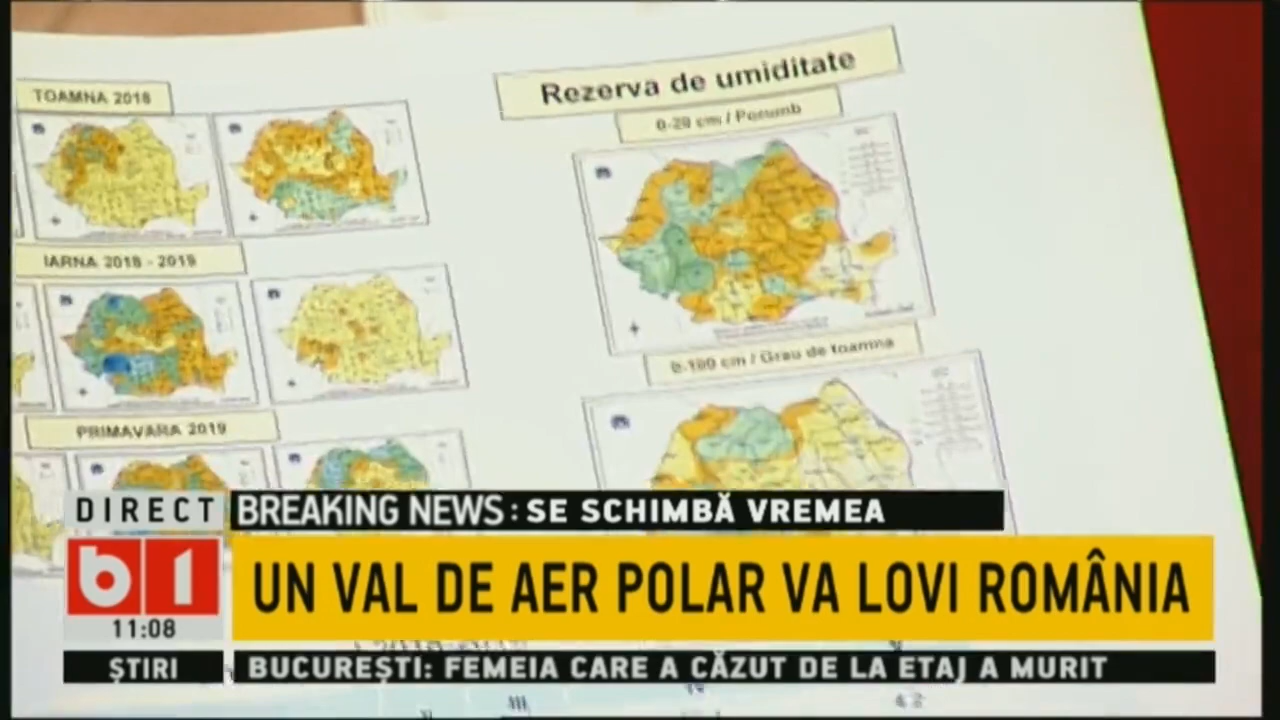 TOAMNA 2018
Rezerva de umiditate
0-20 cm / Porumb
IARNA 2018 - 2019
0-100 cm / Grau de toamna
PRIMAVARA 2019
DIRECT
BREAKING NEWS: SE SCHIMBĂ VREMEA
b1
UN VAL DE AER POLAR VA LOVI ROMÂNIA
11:08
ȘTIRI
BUCUREȘTI: FEMEIA CARE A CĂZUT DE LA ETAJ A MURIT